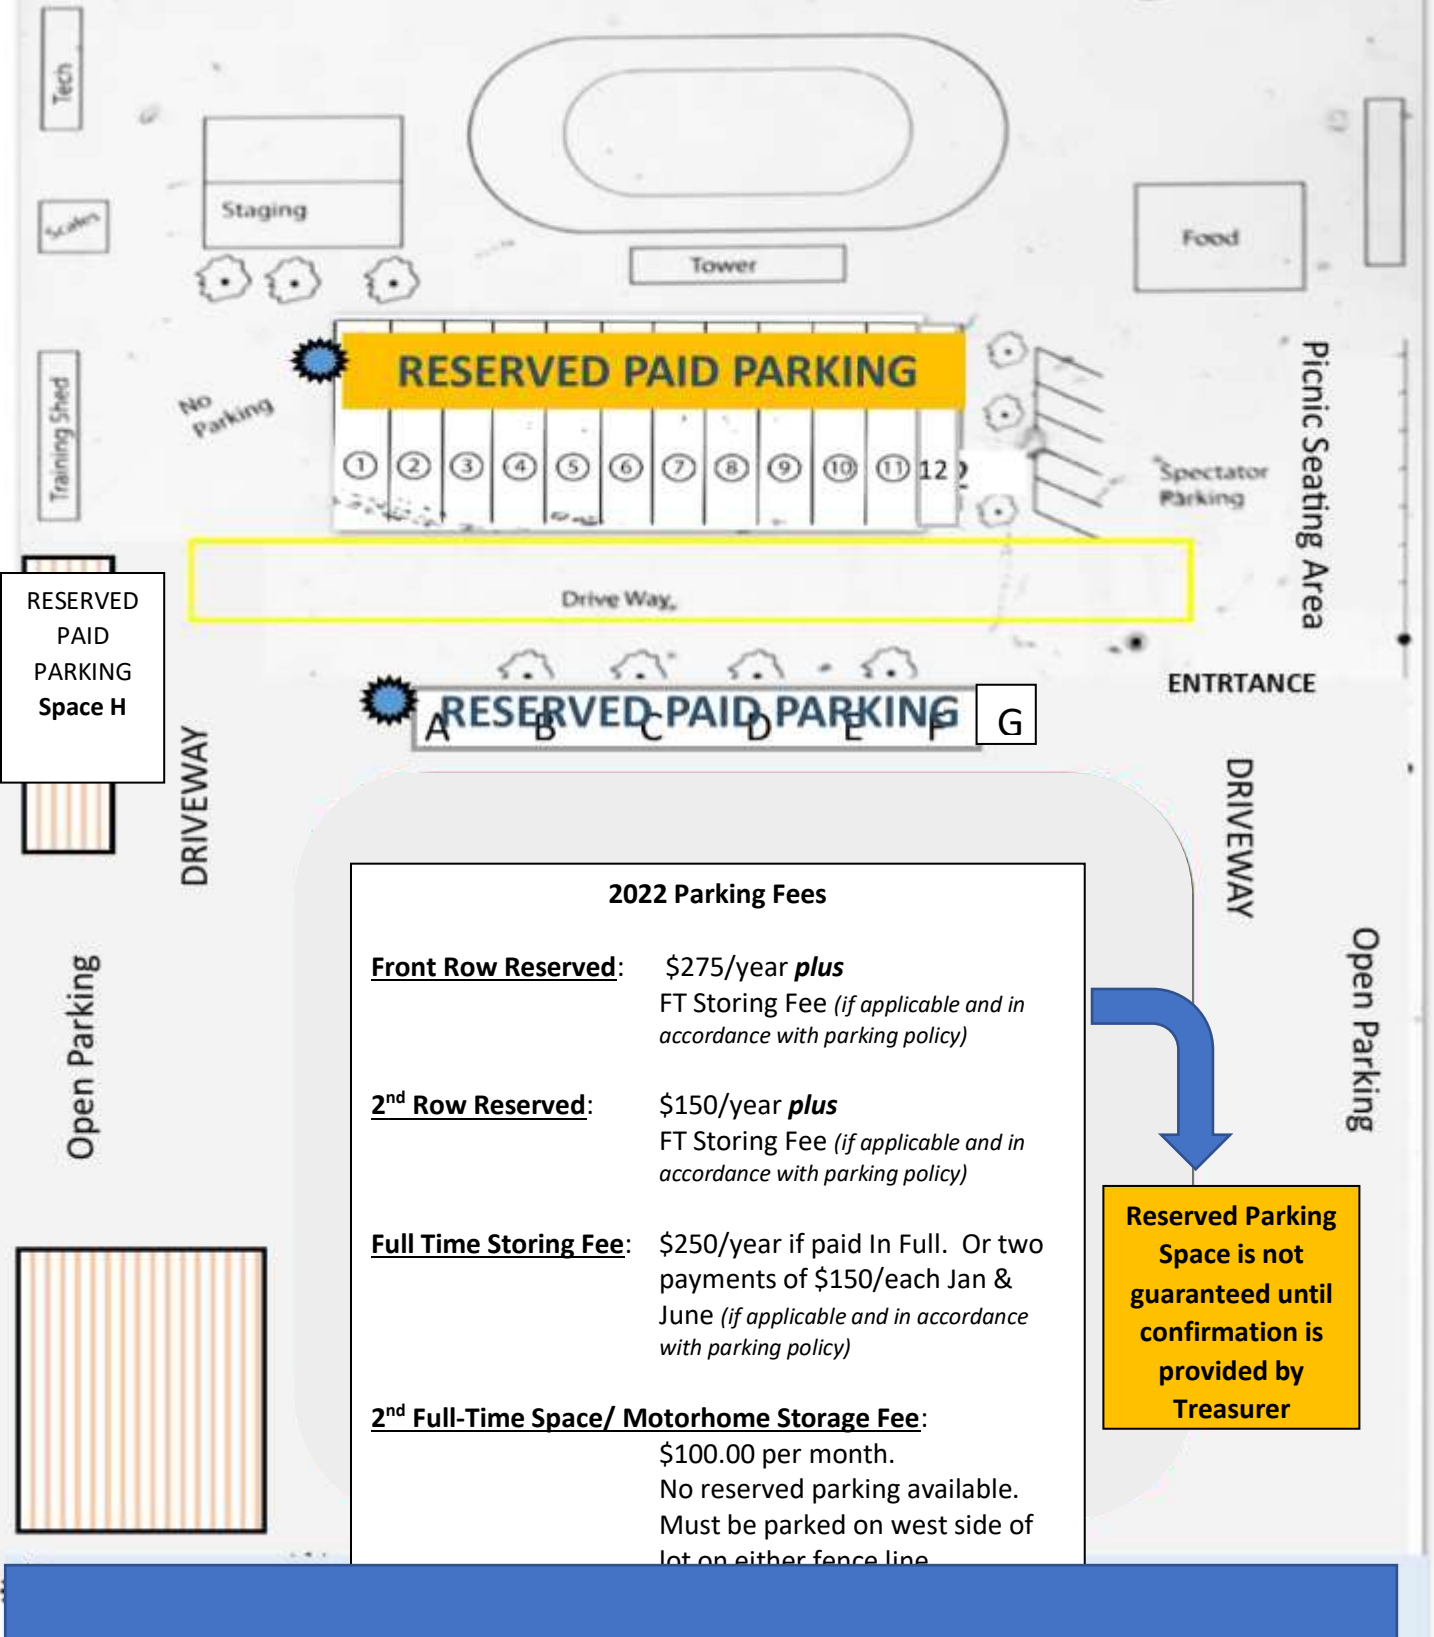 Tech
Scales
Staging
Tower
Food
RESERVED PAID PARKING
No
Parking
Training Shed
1 2 3 4 5 6 7 8 9 10 11 12
Spectator
Parking
Picnic Seating Area
Drive Way
RESERVED
PAID
PARKING
Space H
ENTRTANCE
RESERVED PAID PARKING
A B C D E F G
DRIVEWAY
DRIVEWAY
Open Parking
Open Parking
2022 Parking Fees
Front Row Reserved: $275/year plus
FT Storing Fee (if applicable and in
accordance with parking policy)
2nd Row Reserved: $150/year plus
FT Storing Fee (if applicable and in
accordance with parking policy)
Full Time Storing Fee: $250/year if paid In Full. Or two
payments of $150/each Jan &
June (if applicable and in accordance
with parking policy)
2nd Full-Time Space/ Motorhome Storage Fee:
$100.00 per month.
No reserved parking available.
Must be parked on west side of
lot on either fence line
Reserved Parking
Space is not
guaranteed until
confirmation is
provided by
Treasurer